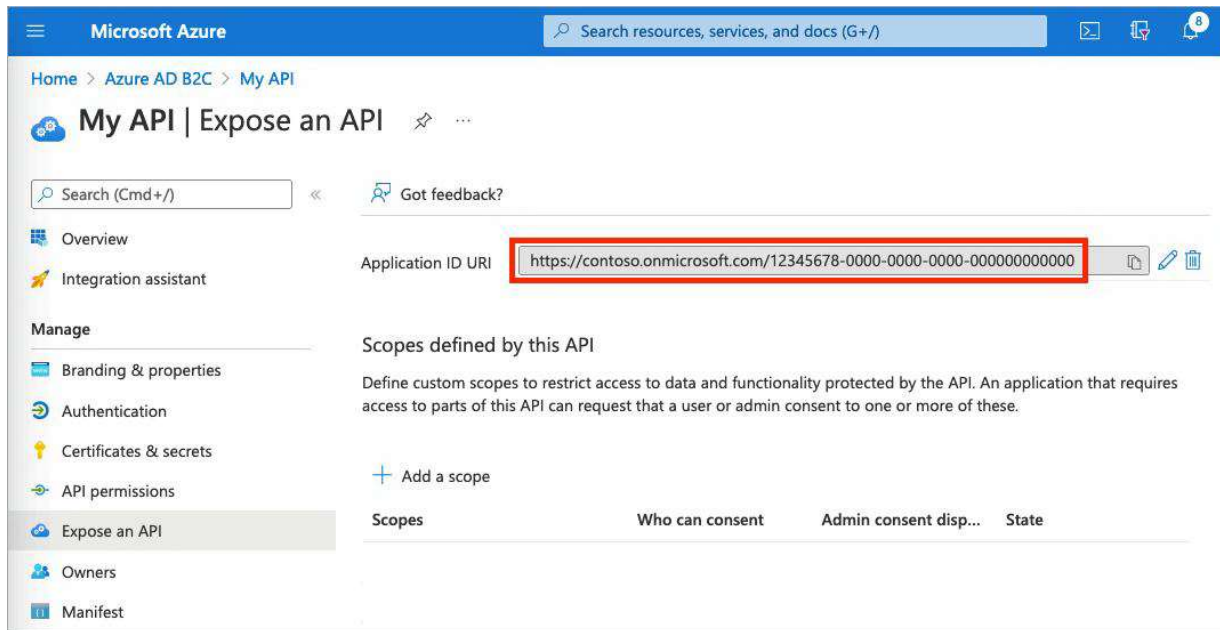 Microsoft Azure
Search resources, services, and docs (G+/)
8
Home > Azure AD B2C > My API
My API | Expose an API ...
Search (Cmd+/) «
Got feedback?
Overview
Integration assistant
Application ID URI
https://contoso.onmicrosoft.com/12345678-0000-0000-0000-000000000000
Manage
Branding & properties
Authentication
Certificates & secrets
API permissions
Expose an API
Owners
Manifest
Scopes defined by this API
Define custom scopes to restrict access to data and functionality protected by the API. An application that requires
access to parts of this API can request that a user or admin consent to one or more of these.
+ Add a scope
Scopes Who can consent Admin consent disp... State